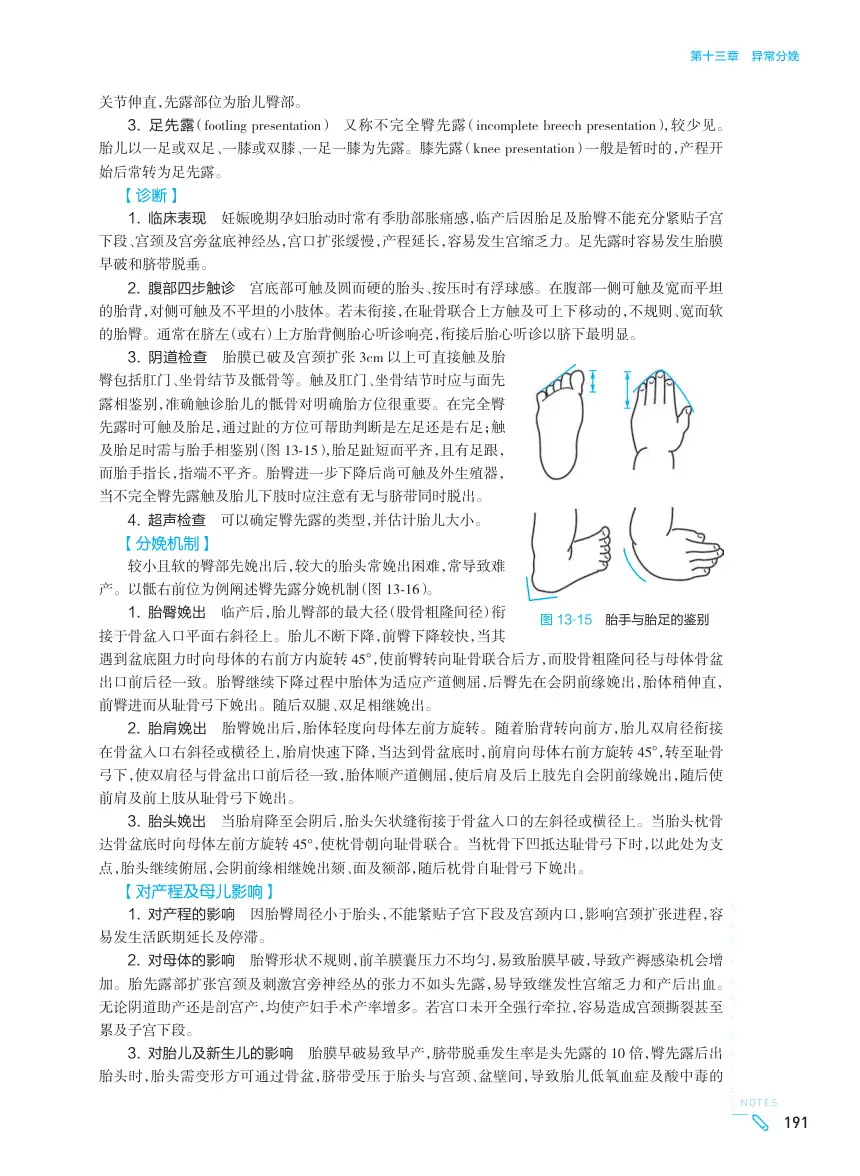 第十三章 异常分娩
关节伸直,先露部位为胎儿臀部。
3. 足先露(footling presentation) 又称不完全臀先露(incomplete breech presentation),较少见。
胎儿以一足或双足、一膝或双膝、一足一膝为先露。膝先露(knee presentation)一般是暂时的,产程开
始后常转为足先露。
【诊断】
1. 临床表现 妊娠晚期孕妇胎动时常有季肋部胀痛感,临产后因胎足及胎臀不能充分紧贴子宫
下段、宫颈及宫旁盆底神经丛,宫口扩张缓慢,产程延长,容易发生宫缩乏力。足先露时容易发生胎膜
早破和脐带脱垂。
2. 腹部四步触诊 宫底部可触及圆而硬的胎头、按压时有浮球感。在腹部一侧可触及宽而平坦
的胎背,对侧可触及不平坦的小肢体。若未衔接,在耻骨联合上方触及可上下移动的,不规则、宽而软
的胎臀。通常在脐左(或右)上方胎背侧胎心听诊响亮,衔接后胎心听诊以脐下最明显。
3. 阴道检查 胎膜已破及宫颈扩张 3cm 以上可直接触及胎
臀包括肛门、坐骨结节及骶骨等。触及肛门、坐骨结节时应与面先
露相鉴别,准确触诊胎儿的骶骨对明确胎方位很重要。在完全臀
先露时可触及胎足,通过趾的方位可帮助判断是左足还是右足;触
及胎足时需与胎手相鉴别(图 13-15),胎足趾短而平齐,且有足跟,
而胎手指长,指端不平齐。胎臀进一步下降后尚可触及外生殖器,
当不完全臀先露触及胎儿下肢时应注意有无与脐带同时脱出。
4. 超声检查 可以确定臀先露的类型,并估计胎儿大小。
【分娩机制】
较小且软的臀部先娩出后,较大的胎头常娩出困难,常导致难
产。以骶右前位为例阐述臀先露分娩机制(图 13-16)。
1. 胎臀娩出 临产后,胎儿臀部的最大径(股骨粗隆间径)衔
接于骨盆入口平面右斜径上。胎儿不断下降,前臀下降较快,当其
图 13-15 胎手与胎足的鉴别
遇到盆底阻力时向母体的右前方内旋转 45°,使前臀转向耻骨联合后方,而股骨粗隆间径与母体骨盆
出口前后径一致。胎臀继续下降过程中胎体为适应产道侧屈,后臀先在会阴前缘娩出,胎体稍伸直,
前臀进而从耻骨弓下娩出。随后双腿、双足相继娩出。
2. 胎肩娩出 胎臀娩出后,胎体轻度向母体左前方旋转。随着胎背转向前方,胎儿双肩径衔接
在骨盆入口右斜径或横径上,胎肩快速下降,当达到骨盆底时,前肩向母体右前方旋转 45°,转至耻骨
弓下,使双肩径与骨盆出口前后径一致,胎体顺产道侧屈,使后肩及后上肢先自会阴前缘娩出,随后使
前肩及前上肢从耻骨弓下娩出。
3. 胎头娩出 当胎肩降至会阴后,胎头矢状缝衔接于骨盆入口的左斜径或横径上。当胎头枕骨
达骨盆底时向母体左前方旋转 45°,使枕骨朝向耻骨联合。当枕骨下凹抵达耻骨弓下时,以此处为支
点,胎头继续俯屈,会阴前缘相继娩出颏、面及额部,随后枕骨自耻骨弓下娩出。
【对产程及母儿影响】
1. 对产程的影响 因胎臀周径小于胎头,不能紧贴子宫下段及宫颈内口,影响宫颈扩张进程,容
易发生活跃期延长及停滞。
2. 对母体的影响 胎臀形状不规则,前羊膜囊压力不均匀,易致胎膜早破,导致产褥感染机会增
加。胎先露部扩张宫颈及刺激宫旁神经丛的张力不如头先露,易导致继发性宫缩乏力和产后出血。
无论阴道助产还是剖宫产,均使产妇手术产率增多。若宫口未开全强行牵拉,容易造成宫颈撕裂甚至
累及子宫下段。
3. 对胎儿及新生儿的影响 胎膜早破易致早产,脐带脱垂发生率是头先露的 10 倍,臀先露后出
胎头时,胎头需变形方可通过骨盆,脐带受压于胎头与宫颈、盆壁间,导致胎儿低氧血症及酸中毒的
NOTES
191